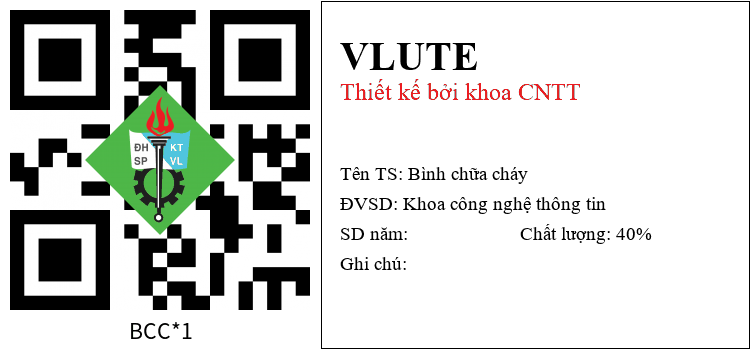 ĐH KT
SP VL
BCC*1
VLUTE
Thiết kế bởi khoa CNTT
Tên TS: Bình chữa cháy
ĐVSD: Khoa công nghệ thông tin
SD năm: Chất lượng: 40%
Ghi chú: